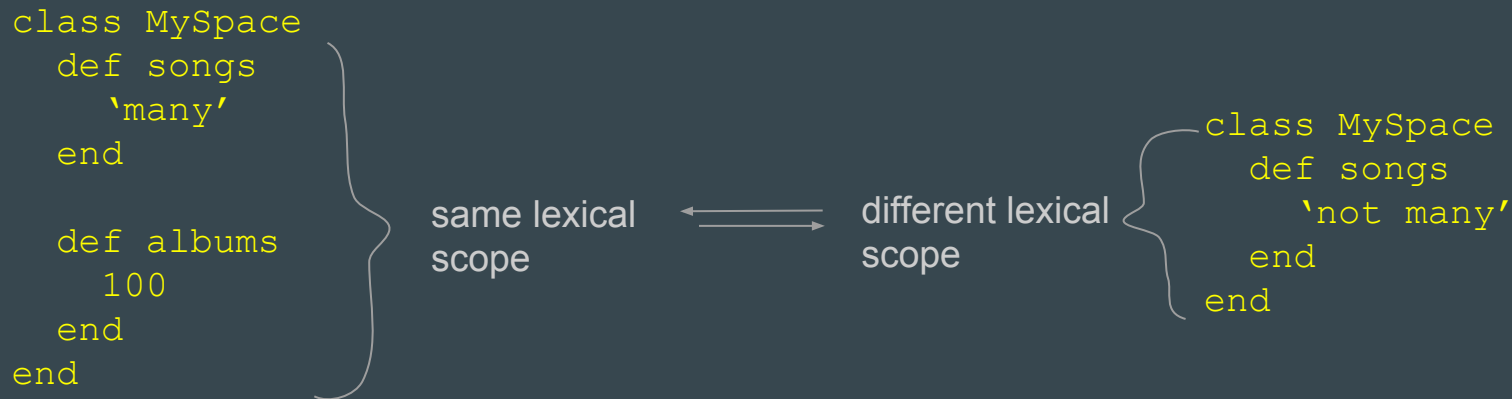 class MySpace
def songs
‘many’
end
def albums
100
end
end
same lexical
scope
different lexical
scope
class MySpace
def songs
‘not many’
end
end